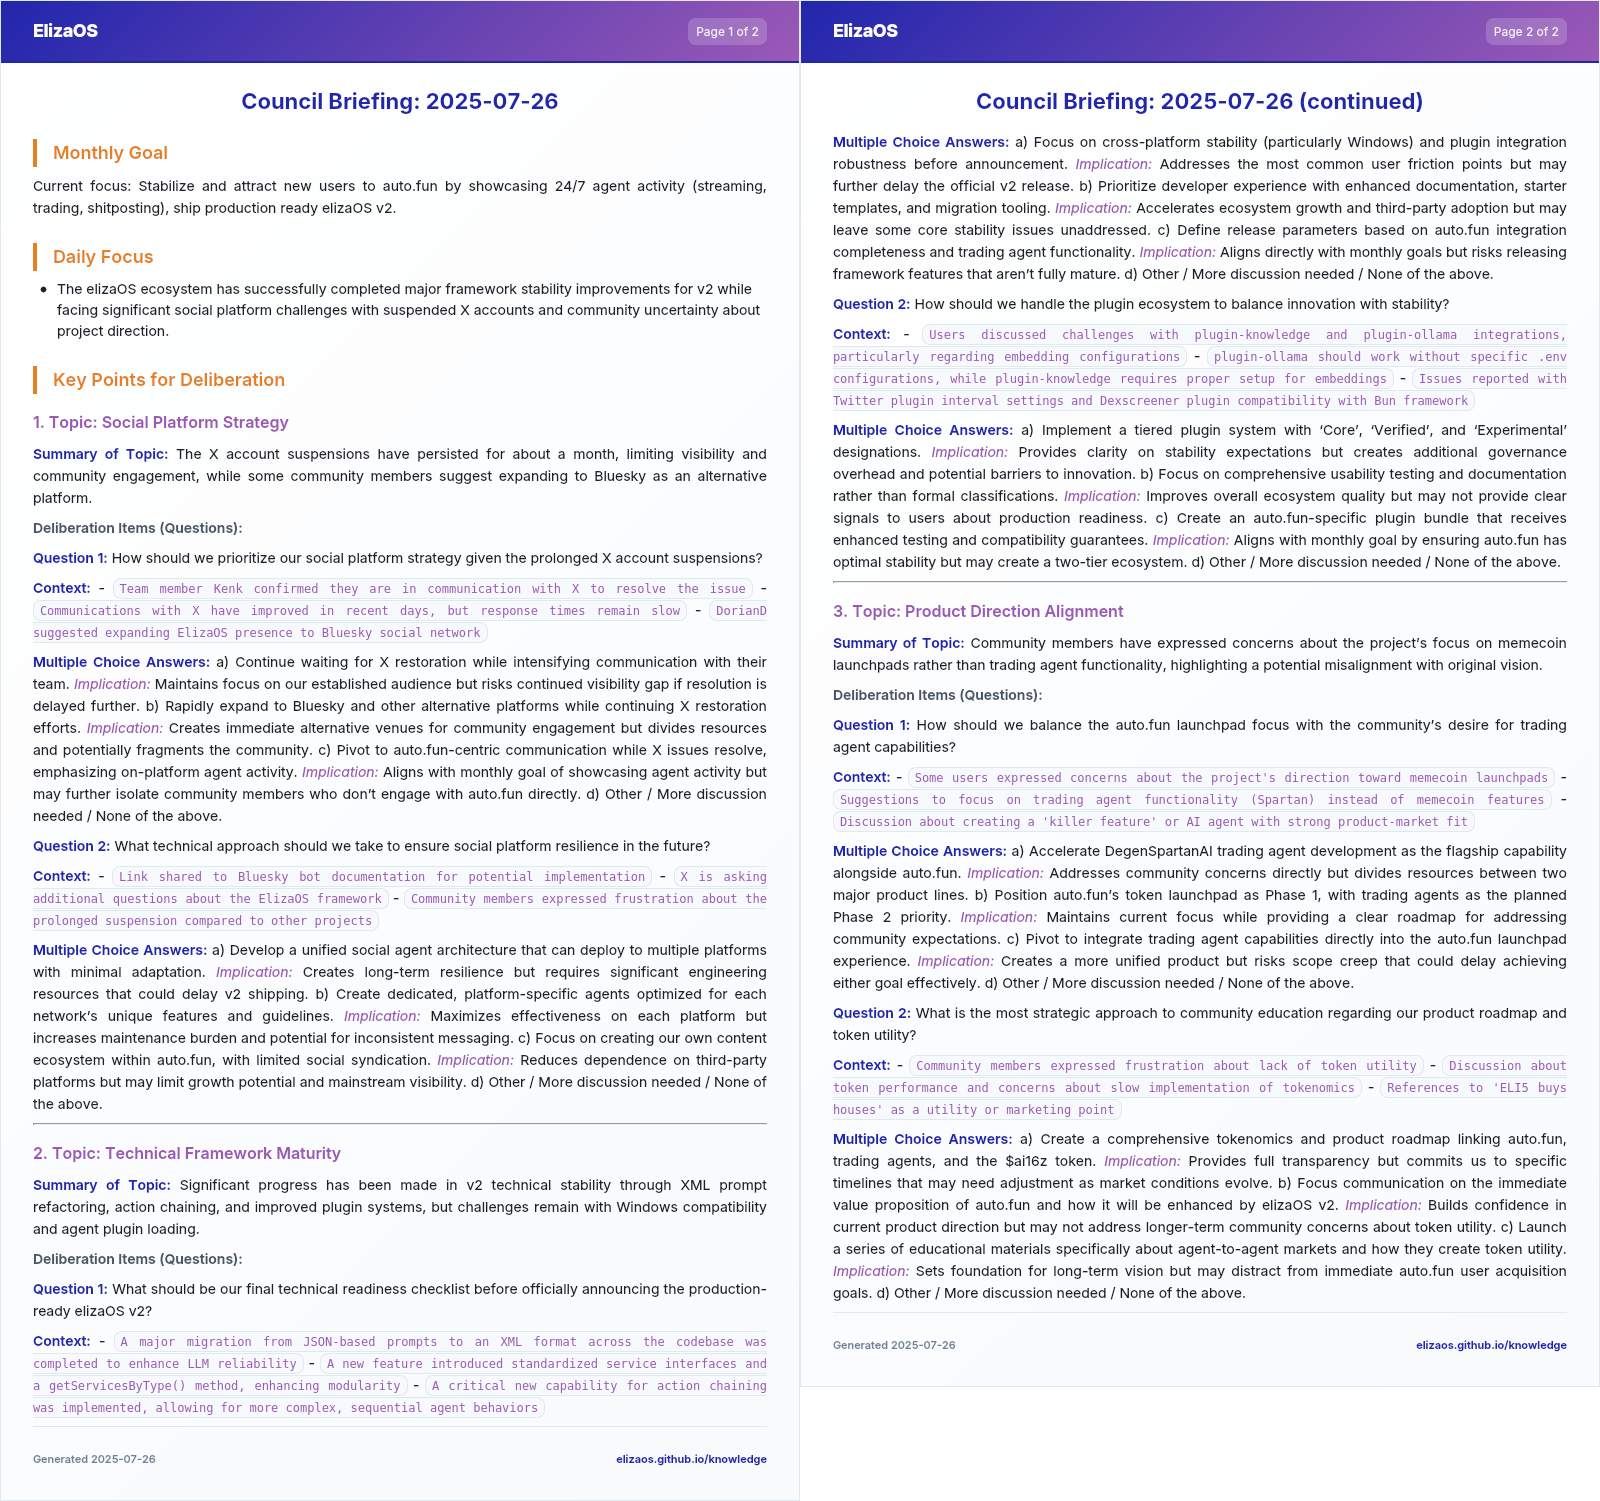 ElizaOS
Page 1 of 2
Council Briefing: 2025-07-26
Monthly Goal
Current focus: Stabilize and attract new users to auto.fun by showcasing 24/7 agent activity (streaming,
trading, shitposting), ship production ready elizaOS v2.
Daily Focus
• The elizaOS ecosystem has successfully completed major framework stability improvements for v2 while
facing significant social platform challenges with suspended X accounts and community uncertainty about
project direction.
Key Points for Deliberation
1. Topic: Social Platform Strategy
Summary of Topic: The X account suspensions have persisted for about a month, limiting visibility and
community engagement, while some community members suggest expanding to Bluesky as an alternative
platform.
Deliberation Items (Questions):
Question 1: How should we prioritize our social platform strategy given the prolonged X account suspensions?
Context: - Team member Kenk confirmed they are in communication with X to resolve the issue -
Communications with X have improved in recent days, but response times remain slow - DorianD
suggested expanding ElizaOS presence to Bluesky social network
Multiple Choice Answers: a) Continue waiting for X restoration while intensifying communication with their
team. Implication: Maintains focus on our established audience but risks continued visibility gap if resolution is
delayed further. b) Rapidly expand to Bluesky and other alternative platforms while continuing X restoration
efforts. Implication: Creates immediate alternative venues for community engagement but divides resources
and potentially fragments the community. c) Pivot to auto.fun-centric communication while X issues resolve,
emphasizing on-platform agent activity. Implication: Aligns with monthly goal of showcasing agent activity but
may further isolate community members who don’t engage with auto.fun directly. d) Other / More discussion
needed / None of the above.
Question 2: What technical approach should we take to ensure social platform resilience in the future?
Context: - Link shared to Bluesky bot documentation for potential implementation - X is asking
additional questions about the ElizaOS framework - Community members expressed frustration about the
prolonged suspension compared to other projects
Multiple Choice Answers: a) Develop a unified social agent architecture that can deploy to multiple platforms
with minimal adaptation. Implication: Creates long-term resilience but requires significant engineering
resources that could delay v2 shipping. b) Create dedicated, platform-specific agents optimized for each
network’s unique features and guidelines. Implication: Maximizes effectiveness on each platform but
increases maintenance burden and potential for inconsistent messaging. c) Focus on creating our own content
ecosystem within auto.fun, with limited social syndication. Implication: Reduces dependence on third-party
platforms but may limit growth potential and mainstream visibility. d) Other / More discussion needed / None of
the above.
2. Topic: Technical Framework Maturity
Summary of Topic: Significant progress has been made in v2 technical stability through XML prompt
refactoring, action chaining, and improved plugin systems, but challenges remain with Windows compatibility
and agent plugin loading.
Deliberation Items (Questions):
Question 1: What should be our final technical readiness checklist before officially announcing the production-
ready elizaOS v2?
Context: - A major migration from JSON-based prompts to an XML format across the codebase was
completed to enhance LLM reliability - A new feature introduced standardized service interfaces and
a getServicesByType() method, enhancing modularity - A critical new capability for action chaining
was implemented, allowing for more complex, sequential agent behaviors
Generated 2025-07-26
elizaos.github.io/knowledge
ElizaOS
Page 2 of 2
Council Briefing: 2025-07-26 (continued)
Multiple Choice Answers: a) Focus on cross-platform stability (particularly Windows) and plugin integration
robustness before announcement. Implication: Addresses the most common user friction points but may
further delay the official v2 release. b) Prioritize developer experience with enhanced documentation, starter
templates, and migration tooling. Implication: Accelerates ecosystem growth and third-party adoption but may
leave some core stability issues unaddressed. c) Define release parameters based on auto.fun integration
completeness and trading agent functionality. Implication: Aligns directly with monthly goals but risks releasing
framework features that aren’t fully mature. d) Other / More discussion needed / None of the above.
Question 2: How should we handle the plugin ecosystem to balance innovation with stability?
Context: - Users discussed challenges with plugin-knowledge and plugin-ollama integrations,
particularly regarding embedding configurations - plugin-ollama should work without specific .env
configurations, while plugin-knowledge requires proper setup for embeddings - Issues reported with
Twitter plugin interval settings and Dexscreener plugin compatibility with Bun framework
Multiple Choice Answers: a) Implement a tiered plugin system with ‘Core’, ‘Verified’, and ‘Experimental’
designations. Implication: Provides clarity on stability expectations but creates additional governance
overhead and potential barriers to innovation. b) Focus on comprehensive usability testing and documentation
rather than formal classifications. Implication: Improves overall ecosystem quality but may not provide clear
signals to users about production readiness. c) Create an auto.fun-specific plugin bundle that receives
enhanced testing and compatibility guarantees. Implication: Aligns with monthly goal by ensuring auto.fun has
optimal stability but may create a two-tier ecosystem. d) Other / More discussion needed / None of the above.
3. Topic: Product Direction Alignment
Summary of Topic: Community members have expressed concerns about the project’s focus on memecoin
launchpads rather than trading agent functionality, highlighting a potential misalignment with original vision.
Deliberation Items (Questions):
Question 1: How should we balance the auto.fun launchpad focus with the community’s desire for trading
agent capabilities?
Context: - Some users expressed concerns about the project's direction toward memecoin launchpads -
Suggestions to focus on trading agent functionality (Spartan) instead of memecoin features -
Discussion about creating a 'killer feature' or AI agent with strong product-market fit
Multiple Choice Answers: a) Accelerate DegenSpartanAI trading agent development as the flagship capability
alongside auto.fun. Implication: Addresses community concerns directly but divides resources between two
major product lines. b) Position auto.fun’s token launchpad as Phase 1, with trading agents as the planned
Phase 2 priority. Implication: Maintains current focus while providing a clear roadmap for addressing
community expectations. c) Pivot to integrate trading agent capabilities directly into the auto.fun launchpad
experience. Implication: Creates a more unified product but risks scope creep that could delay achieving
either goal effectively. d) Other / More discussion needed / None of the above.
Question 2: What is the most strategic approach to community education regarding our product roadmap and
token utility?
Context: - Community members expressed frustration about lack of token utility - Discussion about
token performance and concerns about slow implementation of tokenomics - References to 'ELI5 buys
houses' as a utility or marketing point
Multiple Choice Answers: a) Create a comprehensive tokenomics and product roadmap linking auto.fun,
trading agents, and the $ai16z token. Implication: Provides full transparency but commits us to specific
timelines that may need adjustment as market conditions evolve. b) Focus communication on the immediate
value proposition of auto.fun and how it will be enhanced by elizaOS v2. Implication: Builds confidence in
current product direction but may not address longer-term community concerns about token utility. c) Launch
a series of educational materials specifically about agent-to-agent markets and how they create token utility.
Implication: Sets foundation for long-term vision but may distract from immediate auto.fun user acquisition
goals. d) Other / More discussion needed / None of the above.
Generated 2025-07-26
elizaos.github.io/knowledge